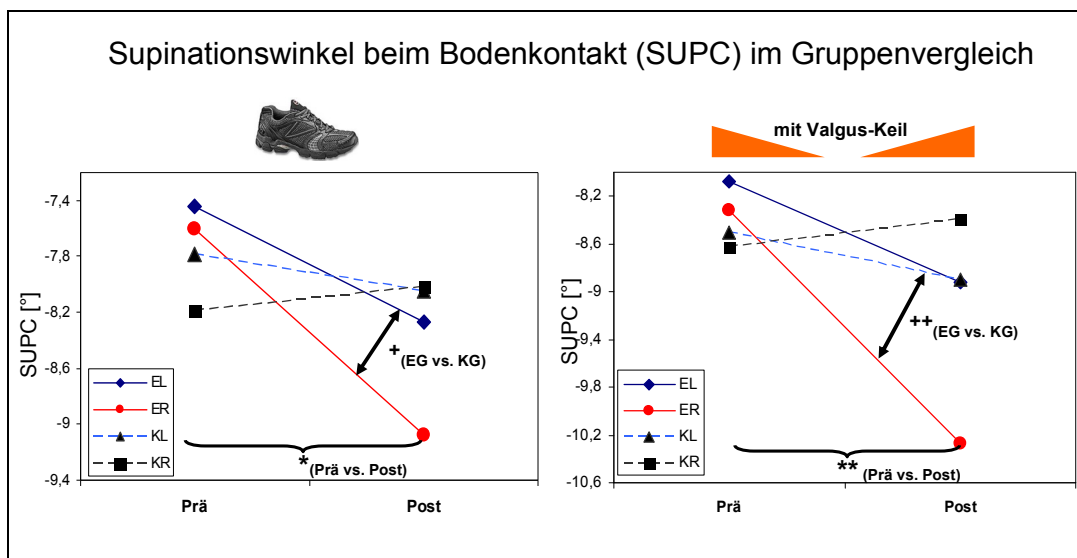 Supinationswinkel beim Bodenkontakt (SUPC) im Gruppenvergleich
SUPC [°]
-7,4
-7,8
-8,2
-8,6
-9
-9,4
EL
ER
KL
KR
+(EG vs. KG)
*(Prä vs. Post)
Prä
Post
mit Valgus-Keil
SUPC [°]
-8,2
-8,6
-9
-9,4
-9,8
-10,2
-10,6
EL
ER
KL
KR
++(EG vs. KG)
**(Prä vs. Post)
Prä
Post